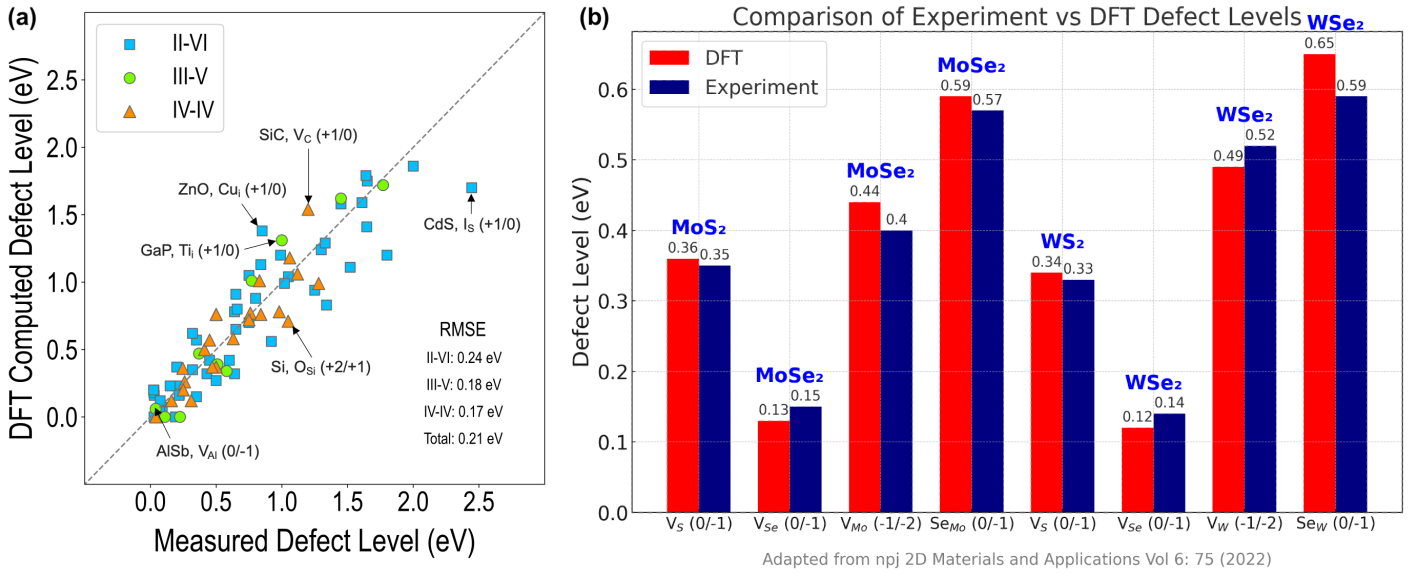 (a)
II-VI
III-V
IV-IV
DFT Computed Defect Level (eV)
2.5
2.0
1.5
1.0
0.5
0.0
SiC, V_C (+1/0)
ZnO, Cu_i (+1/0)
GaP, Ti_i (+1/0)
CdS, I_S (+1/0)
Si, O_Si (+2/+1)
AlSb, V_Al (0/-1)
RMSE
II-VI: 0.24 eV
III-V: 0.18 eV
IV-IV: 0.17 eV
Total: 0.21 eV
0.0 0.5 1.0 1.5 2.0 2.5
Measured Defect Level (eV)
(b)
Comparison of Experiment vs DFT Defect Levels
DFT
Experiment
Defect Level (eV)
0.6
0.5
0.4
0.3
0.2
0.1
0.0
MoS₂
0.36 0.35
MoSe₂
0.13 0.15
MoSe₂
0.44 0.4
MoSe₂
0.59 0.57
WS₂
0.34 0.33
WSe₂
0.12 0.14
WSe₂
0.49 0.52
WSe₂
0.65 0.59
V_S (0/-1) V_Se (0/-1) V_Mo (-1/-2) Se_Mo (0/-1) V_S (0/-1) V_Se (0/-1) V_W (-1/-2) Se_W (0/-1)
Adapted from npj 2D Materials and Applications Vol 6: 75 (2022)